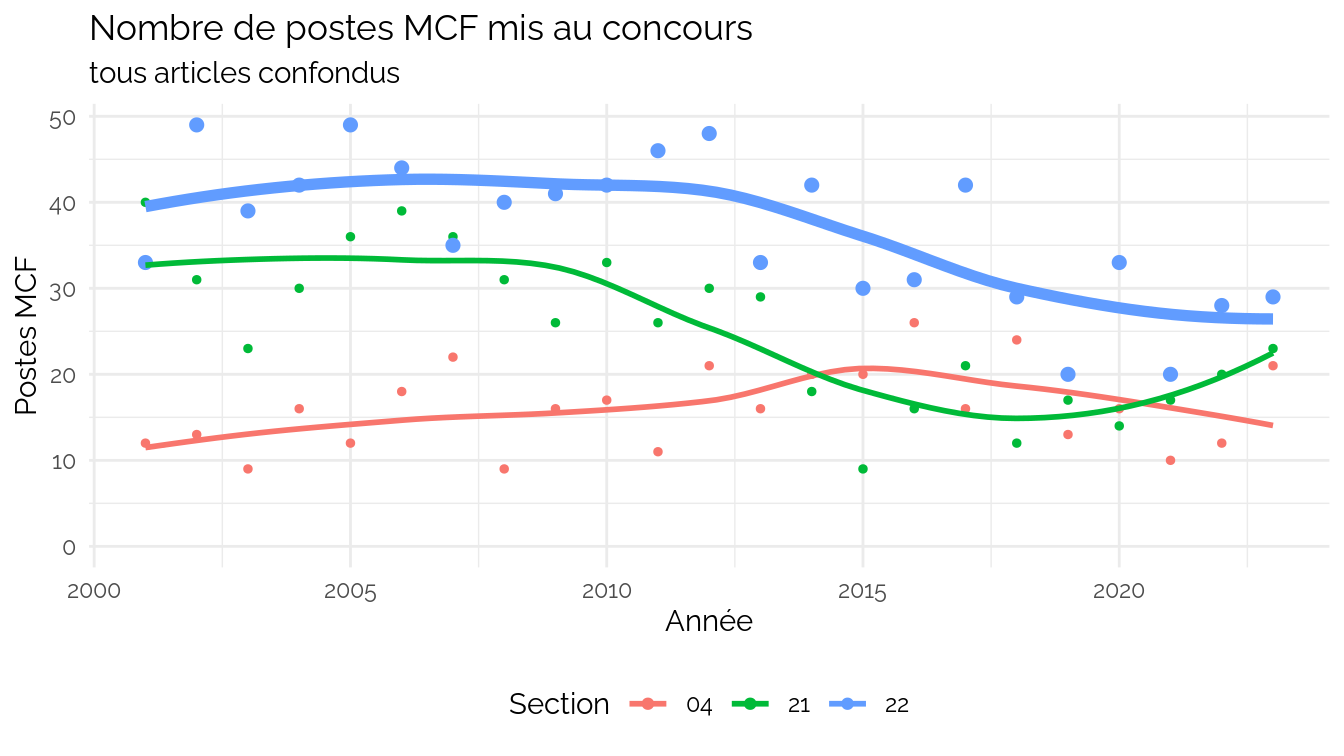 Nombre de postes MCF mis au concours
tous articles confondus
Postes MCF
50
40
30
20
10
0
2000 2005 2010 2015 2020
Année
Section 04 21 22